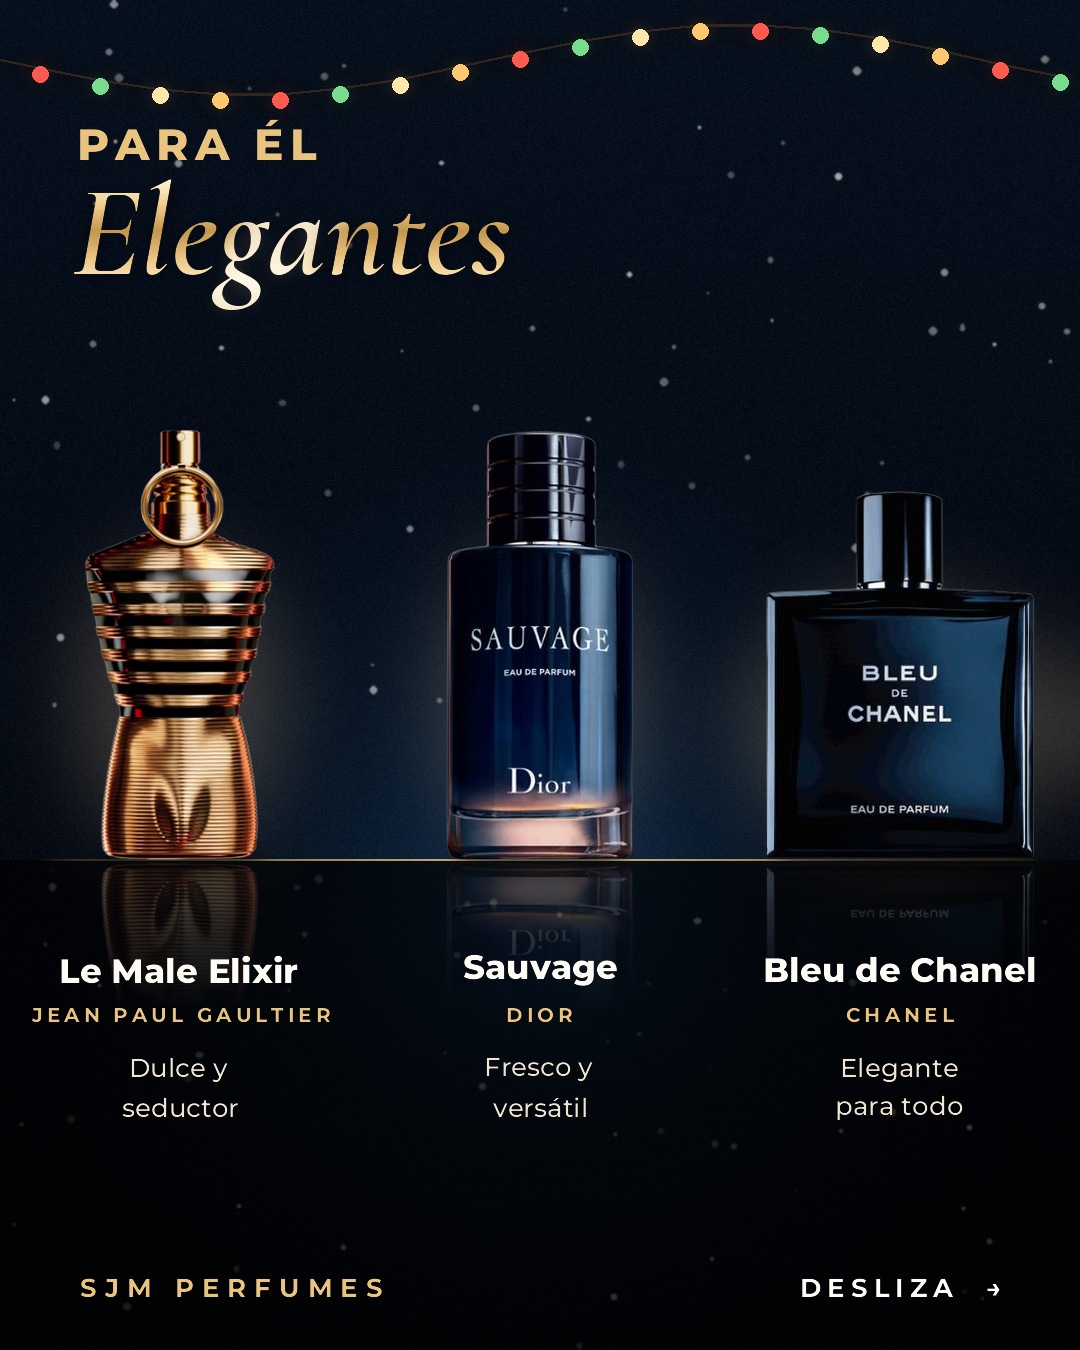 PARA ÉL
Elegantes
SAUVAGE
EAU DE PARFUM
Dior
BLEU
DE
CHANEL
EAU DE PARFUM
Le Male Elixir
JEAN PAUL GAULTIER
Dulce y
seductor
Sauvage
DIOR
Fresco y
versátil
Bleu de Chanel
CHANEL
Elegante
para todo
SJM PERFUMES
DESLIZA →